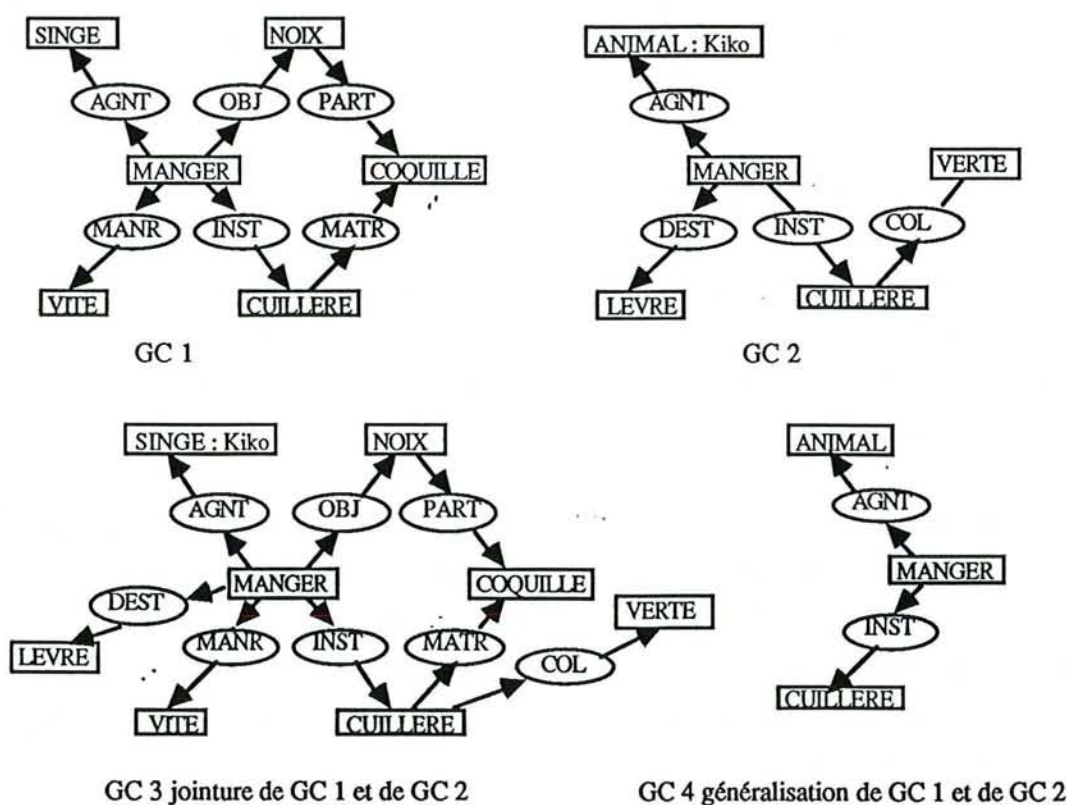 SINGE
NOIX
AGNT
OBJ
PART
MANGER
COQUILLE
MANR
INST
MATR
VITE
CUILLERE
GC 1
ANIMAL : Kiko
AGNT
MANGER
VERTE
DEST
INST
COL
LEVRE
CUILLERE
GC 2
SINGE : Kiko
NOIX
AGNT
OBJ
PART
MANGER
COQUILLE
DEST
VERTE
MANR
INST
MATR
COL
LEVRE
VITE
CUILLERE
GC 3 jointure de GC 1 et de GC 2
ANIMAL
AGNT
MANGER
INST
CUILLERE
GC 4 généralisation de GC 1 et de GC 2